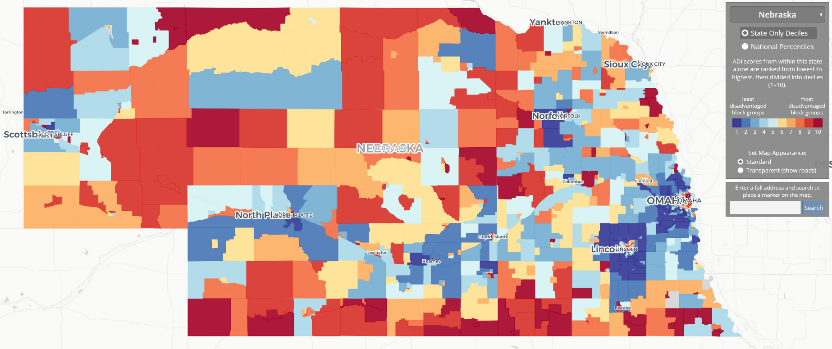 Nebraska
State Only Deciles
National Percentiles
ADI scores from within this state
alone are ranked from lowest to
highest, then divided into deciles
(1-10).
least
disadvantaged
block groups
most
disadvantaged
block groups
1 2 3 4 5 6 7 8 9 10
Set Map Appearance:
Standard
Transparent (show roads)
Enter a full address and search to
place a marker on the map.
Search
Yankton
Vermillion
Sioux City
Torrington
Scottsbluff
Norfolk
NEBRASKA
Columbus
OMAHA
North Platte
Lincoln